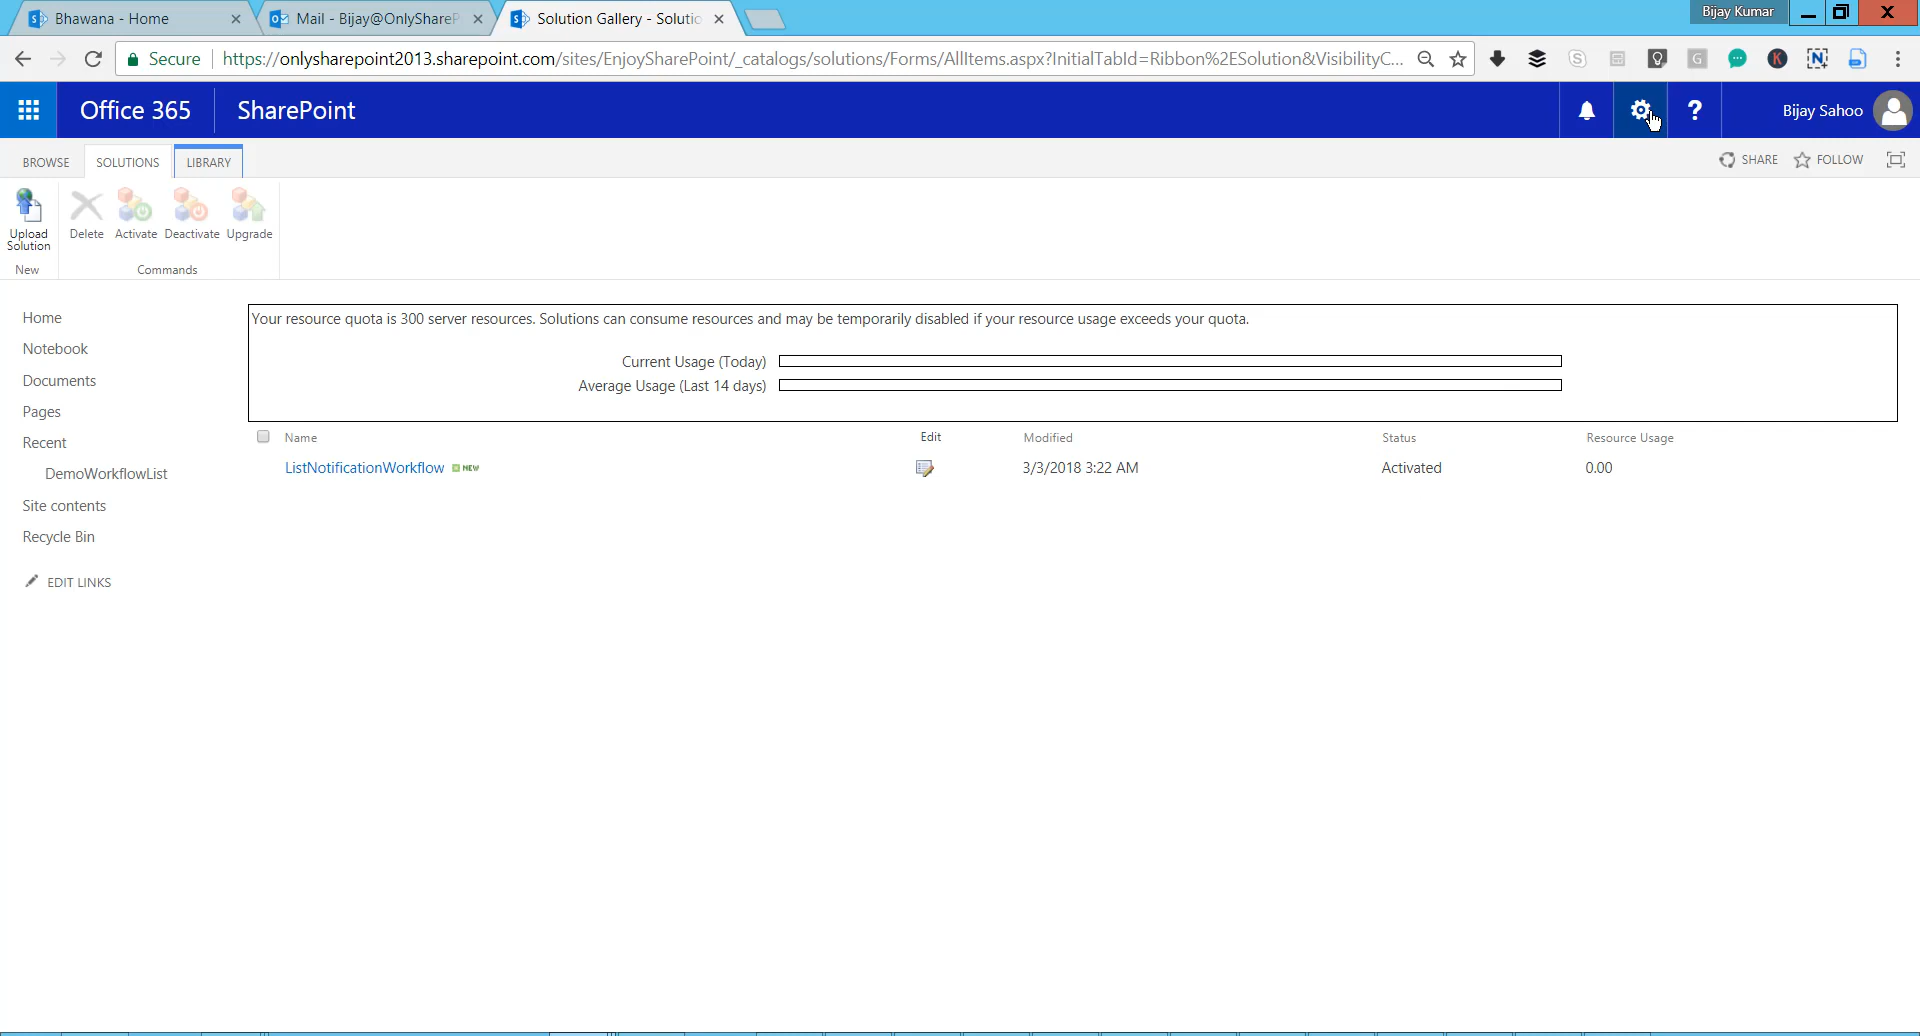 Bhawana - Home
Mail - Bijay@OnlyShareP
Solution Gallery - Solutio
Bijay Kumar
Secure
https://onlysharepoint2013.sharepoint.com/sites/EnjoySharePoint/_catalogs/solutions/Forms/AllItems.aspx?InitialTabId=Ribbon%2ESolution&VisibilityC...
Office 365
SharePoint
?
Bijay Sahoo
BROWSE
SOLUTIONS
LIBRARY
SHARE
FOLLOW
Upload
Solution
Delete
Activate
Deactivate
Upgrade
New
Commands
Home
Notebook
Documents
Pages
Recent
DemoWorkflowList
Site contents
Recycle Bin
EDIT LINKS
Your resource quota is 300 server resources. Solutions can consume resources and may be temporarily disabled if your resource usage exceeds your quota.
Current Usage (Today)
Average Usage (Last 14 days)
Name
Edit
Modified
Status
Resource Usage
ListNotificationWorkflow
NEW
3/3/2018 3:22 AM
Activated
0.00